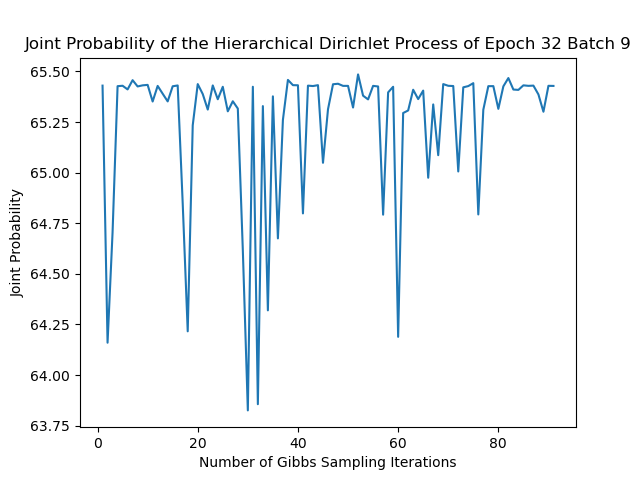 Joint Probability of the Hierarchical Dirichlet Process of Epoch 32 Batch 9
65.50
65.25
65.00
64.75
64.50
64.25
64.00
63.75
Joint Probability
0 20 40 60 80
Number of Gibbs Sampling Iterations